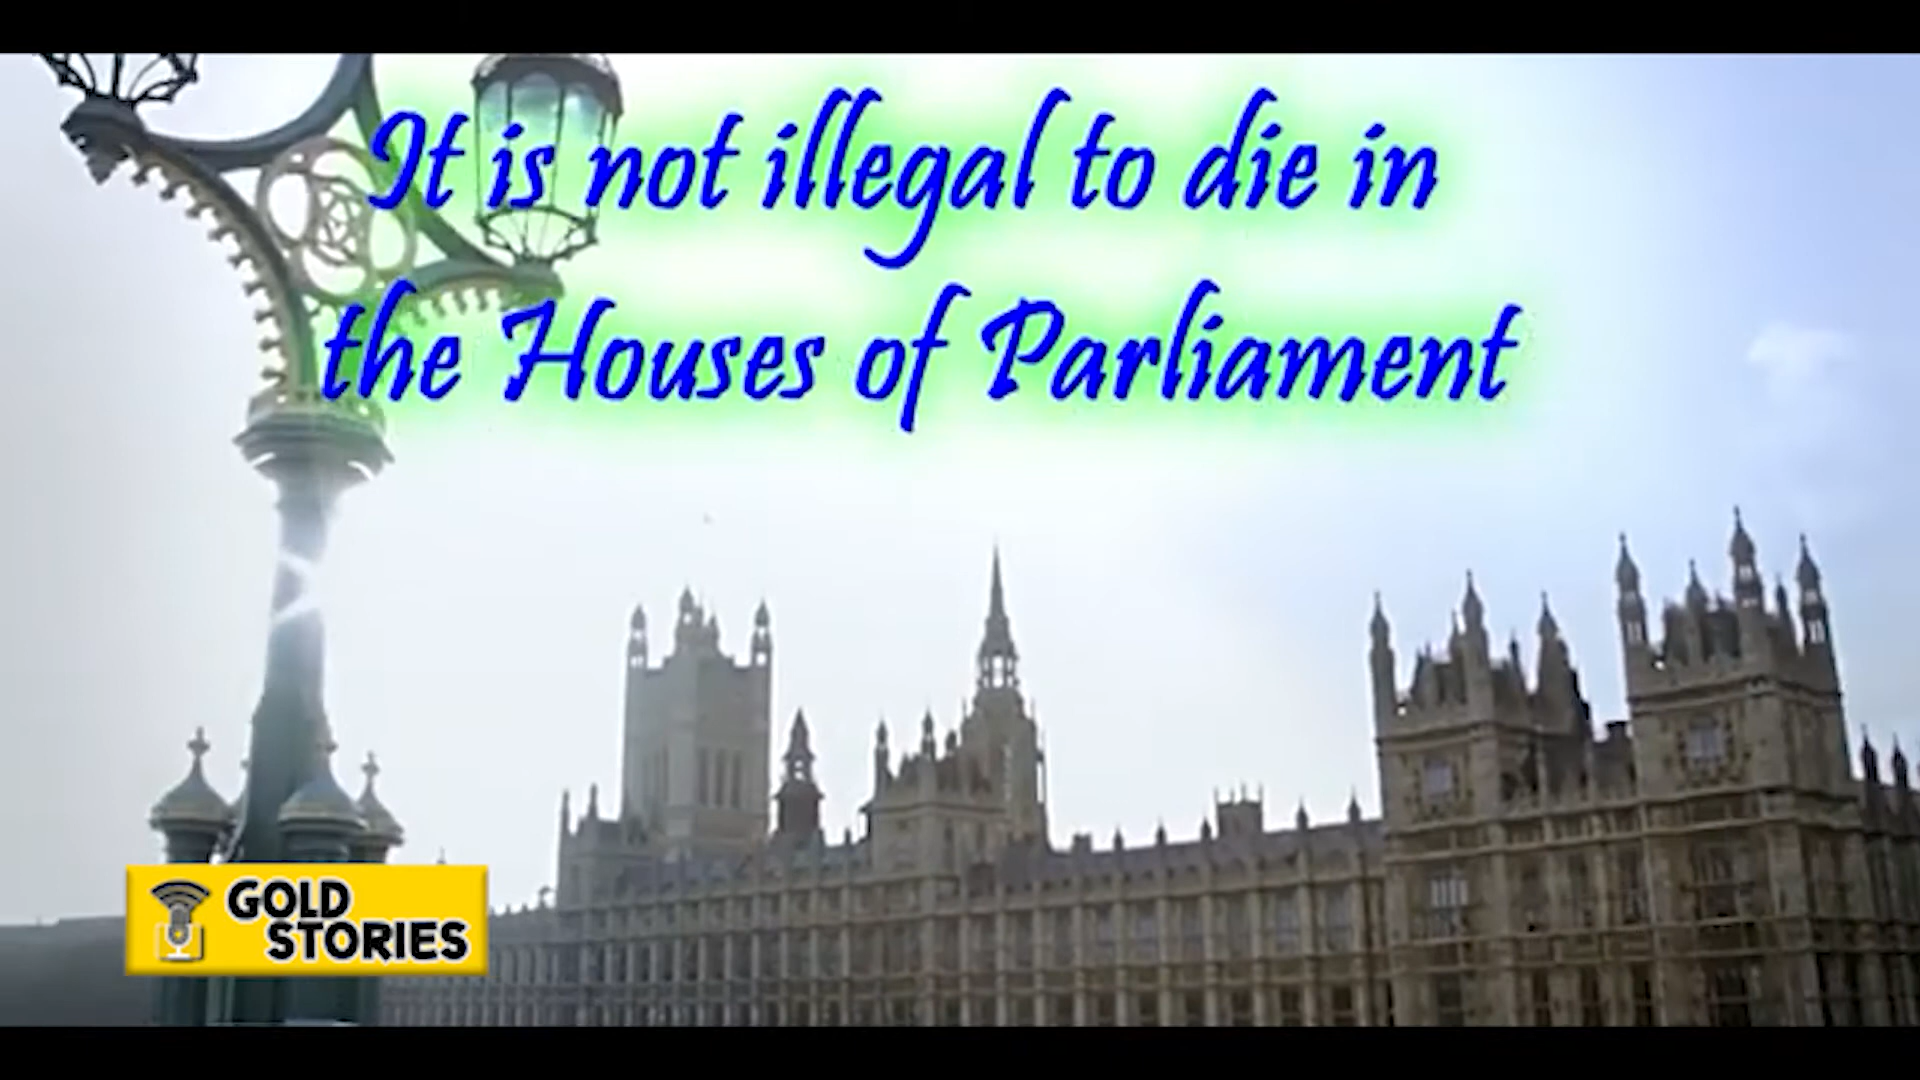 It is not illegal to die in
the Houses of Parliament
GOLD
STORIES